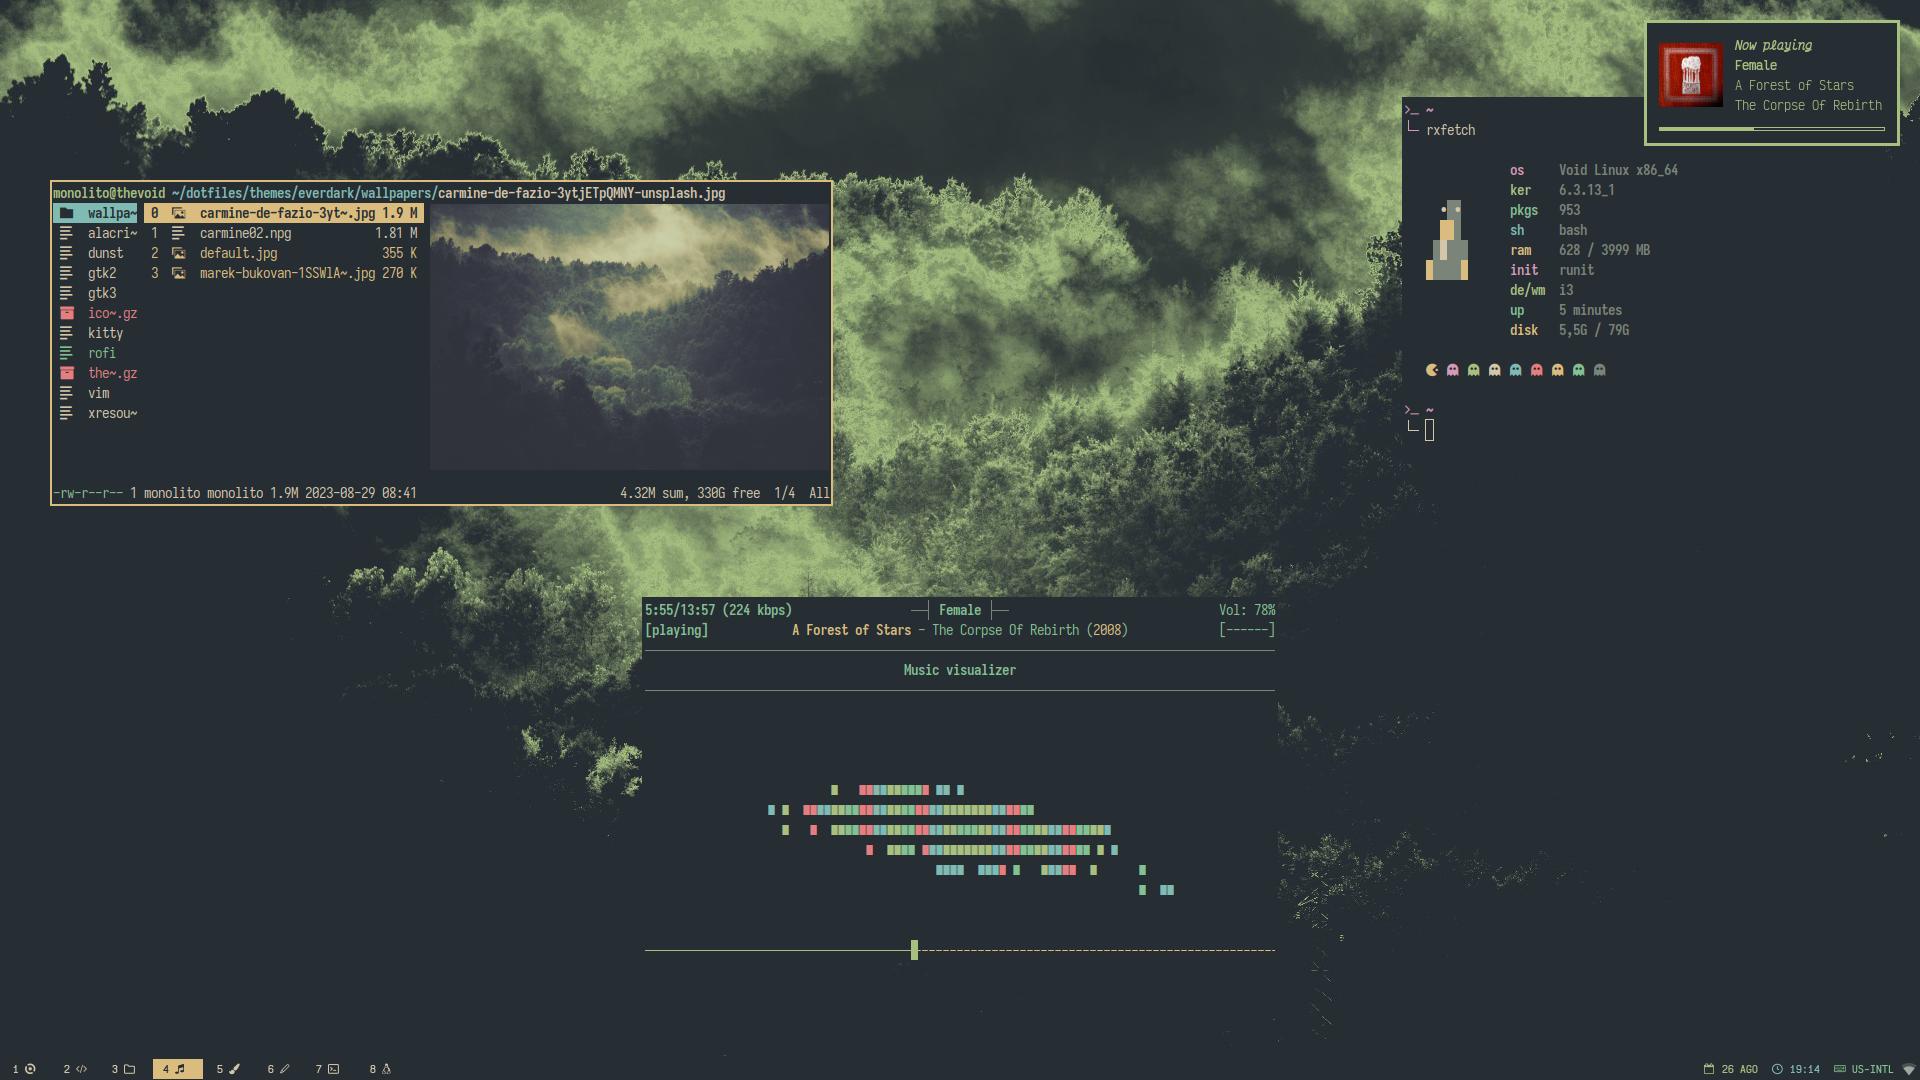 Now playing
Female
A Forest of Stars
The Corpse Of Rebirth
>_ ~
rxfetch
os Void Linux x86_64
ker 6.3.13_1
pkgs 953
sh bash
ram 628 / 3999 MB
init runit
de/wm i3
up 5 minutes
disk 5,5G / 79G
>_ ~
monolito@thevoid ~/dotfiles/themes/everdark/wallpapers/carmine-de-fazio-3ytjETpQMNY-unsplash.jpg
wallpa~ 0 carmine-de-fazio-3yt~.jpg 1.9 M
alacri~ 1 carmine02.npg 1.81 M
dunst 2 default.jpg 355 K
gtk2 3 marek-bukovan-1SSWlA~.jpg 270 K
gtk3
ico~.gz
kitty
rofi
the~.gz
vim
xresou~
-rw-r--r-- 1 monolito monolito 1.9M 2023-08-29 08:41 4.32M sum, 330G free 1/4 All
5:55/13:57 (224 kbps) Female Vol: 78%
[playing] A Forest of Stars - The Corpse Of Rebirth (2008) [------]
Music visualizer
1 2 </> 3 4 5 6 7 8 26 AGO 19:14 US-INTL